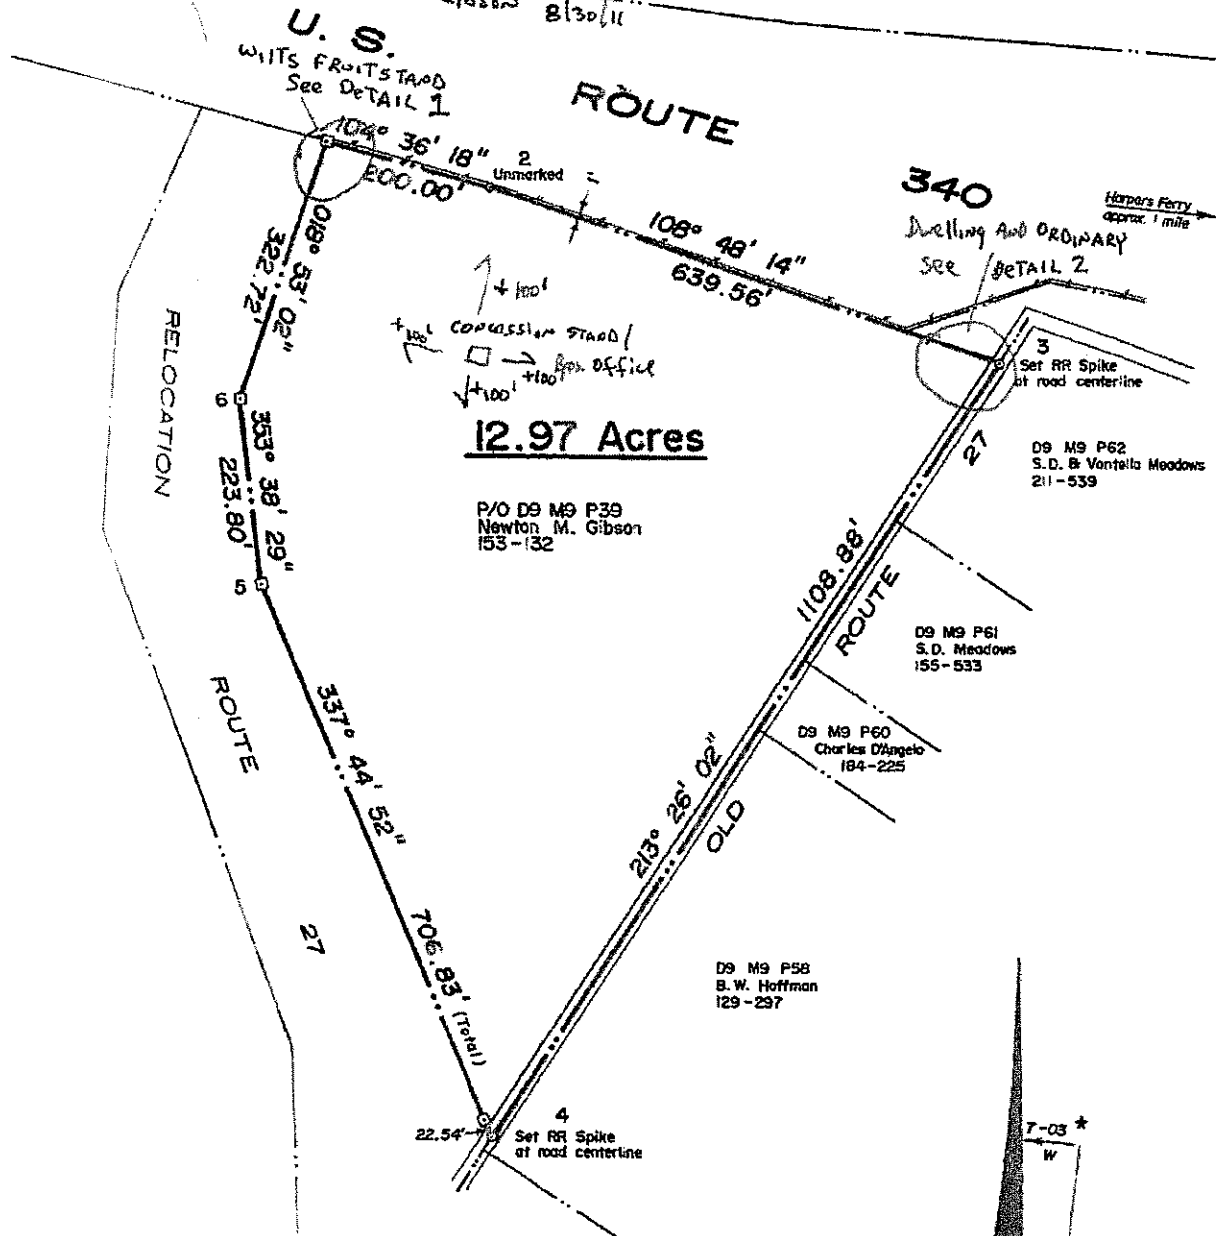 8/30/11
U. S.
WILTS FRUITSTAND
See DeTAIL 1
ROUTE
340
Harpers Ferry
approx. 1 mile
104° 36' 18"
200.00'
2
Unmarked
108° 48' 14"
639.56'
Dwelling AND ORDINARY
See DETAIL 2
018° 53' 02"
322.72'
+100'
+100' CONCESSION STAND/
+100' Box Office
+100'
3
Set RR Spike
at road centerline
RELOCATION
6
353° 38' 29"
223.80'
5
12.97 Acres
P/O D9 M9 P39
Newton M. Gibson
153-132
27
D9 M9 P62
S.D. & Vontella Meadows
211-539
1108.88'
ROUTE
D9 M9 P61
S.D. Meadows
155-533
ROUTE
337° 44' 52"
D9 M9 P60
Charles D'Angelo
184-225
213° 26' 02"
OLD
27
706.83' (Total)
D9 M9 P58
B.W. Hoffman
129-297
22.54'
4
Set RR Spike
at road centerline
T-03 *
W